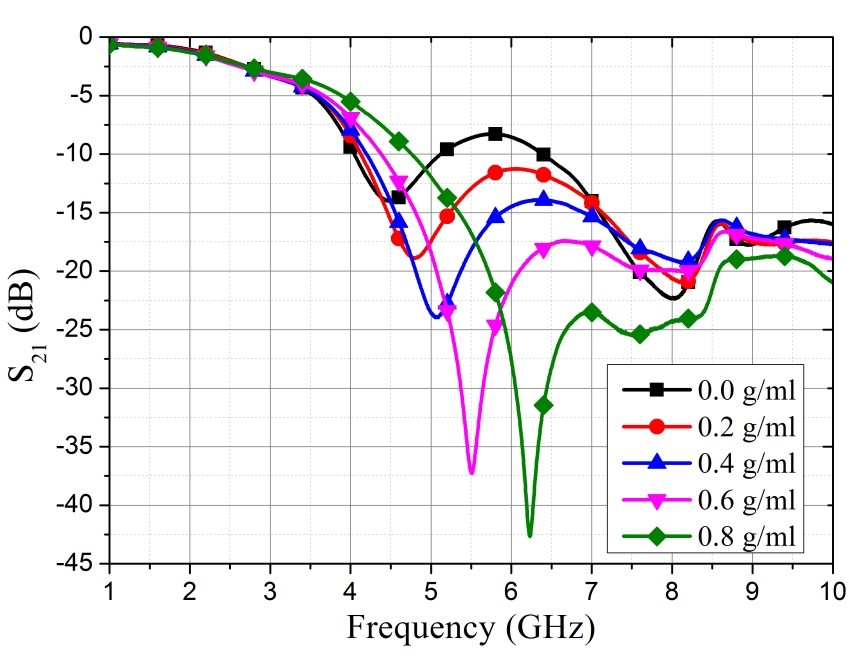 0
-5
-10
-15
-20
-25
-30
-35
-40
-45
S21 (dB)
0.0 g/ml
0.2 g/ml
0.4 g/ml
0.6 g/ml
0.8 g/ml
1 2 3 4 5 6 7 8 9 10
Frequency (GHz)